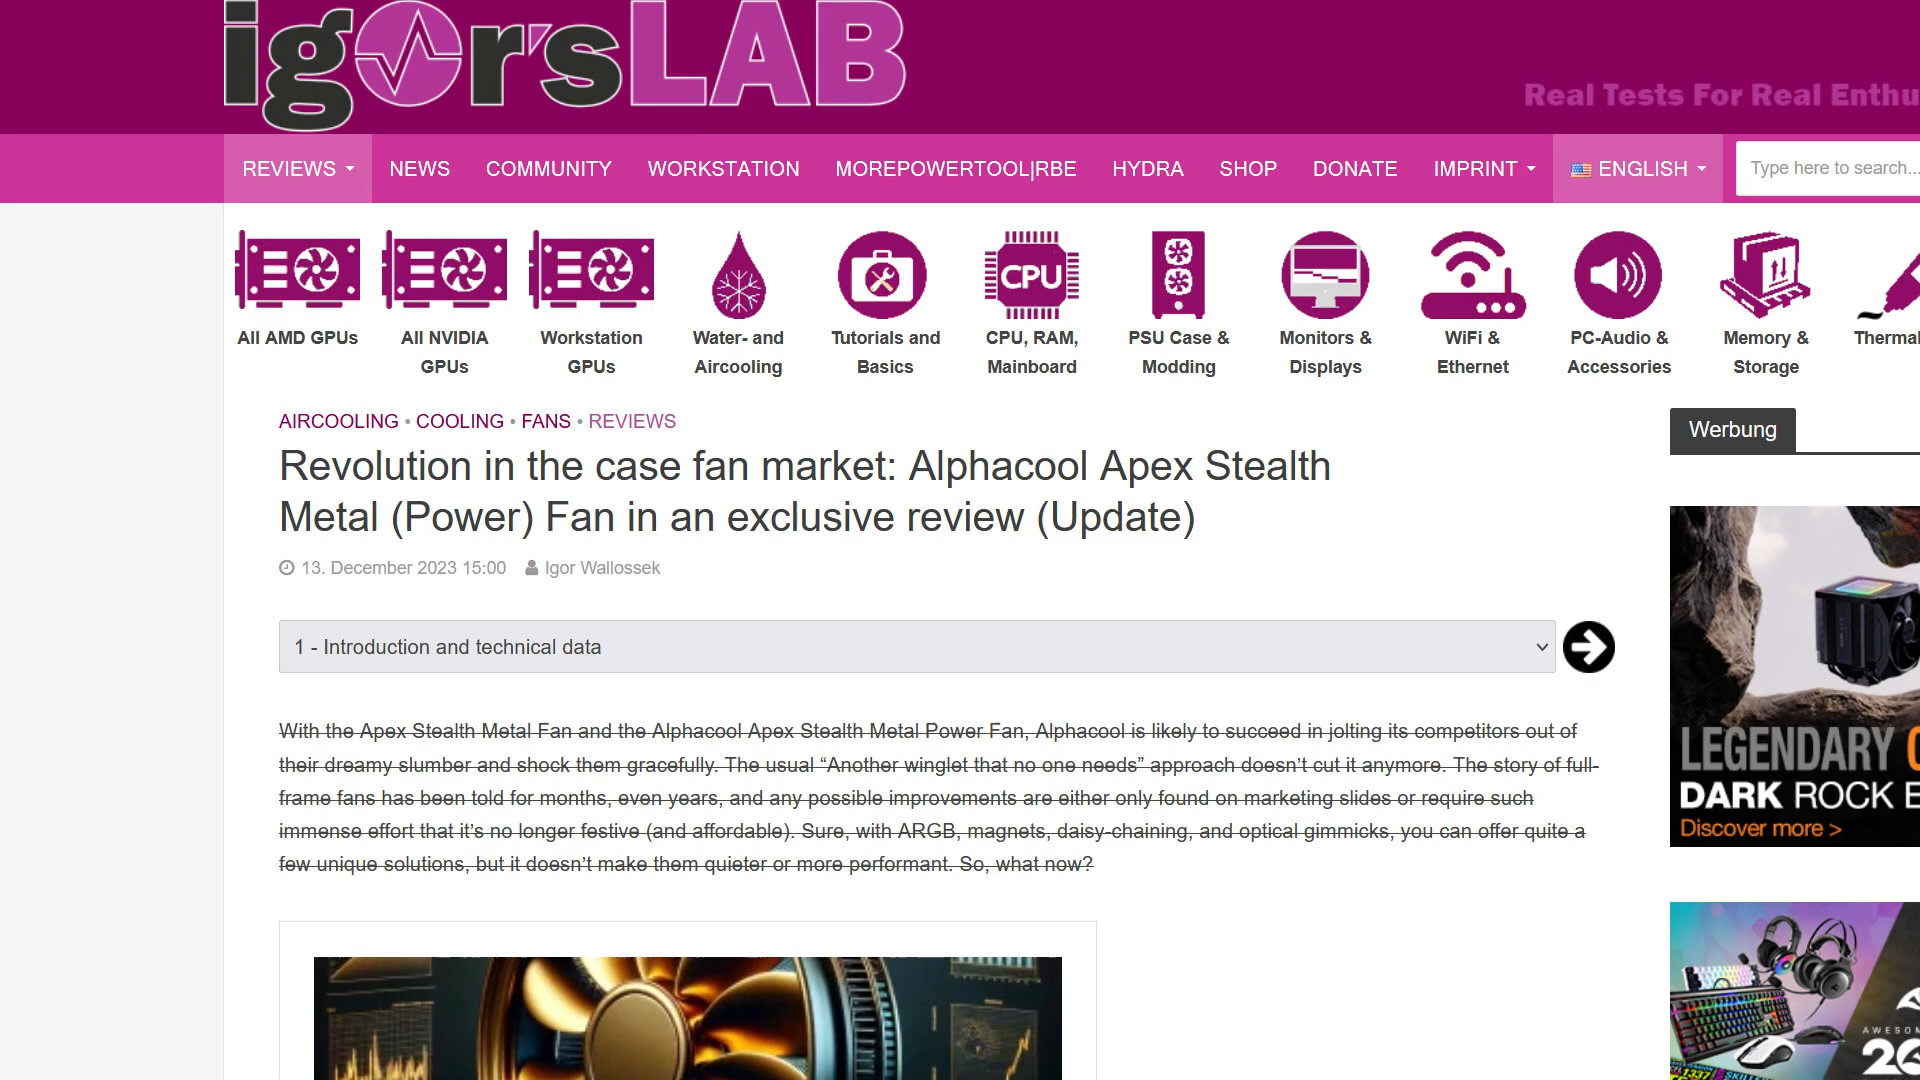 igor'sLAB
Real Tests For Real Enthu
REVIEWS
NEWS
COMMUNITY
WORKSTATION
MOREPOWERTOOL|RBE
HYDRA
SHOP
DONATE
IMPRINT
ENGLISH
Type here to search...
All AMD GPUs
All NVIDIA
GPUs
Workstation
GPUs
Water- and
Aircooling
Tutorials and
Basics
CPU
CPU, RAM,
Mainboard
PSU Case &
Modding
Monitors &
Displays
WiFi &
Ethernet
PC-Audio &
Accessories
Memory &
Storage
Thermal
AIRCOOLING • COOLING • FANS • REVIEWS
Revolution in the case fan market: Alphacool Apex Stealth
Metal (Power) Fan in an exclusive review (Update)
13. December 2023 15:00 Igor Wallossek
1 - Introduction and technical data
With the Apex Stealth Metal Fan and the Alphacool Apex Stealth Metal Power Fan, Alphacool is likely to succeed in jolting its competitors out of
their dreamy slumber and shock them gracefully. The usual “Another winglet that no one needs” approach doesn’t cut it anymore. The story of full-
frame fans has been told for months, even years, and any possible improvements are either only found on marketing slides or require such
immense effort that it’s no longer festive (and affordable). Sure, with ARGB, magnets, daisy-chaining, and optical gimmicks, you can offer quite a
few unique solutions, but it doesn’t make them quieter or more performant. So, what now?
Werbung
LEGENDARY
DARK ROCK E
Discover more >
AWESOM